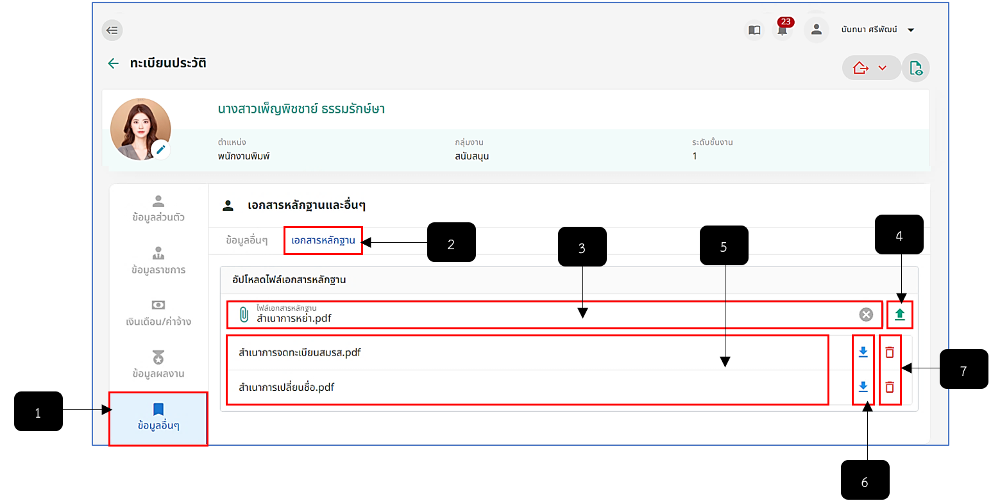 23
นันทนา ศรีพัฒน์
ทะเบียนประวัติ
นางสาวเพ็ญพิชชาย์ ธรรมรักษ์ษา
ตำแหน่ง
พนักงานพิมพ์
กลุ่มงาน
สนับสนุน
ระดับชั้นงาน
1
ข้อมูลส่วนตัว
ข้อมูลราชการ
เงินเดือน/ค่าจ้าง
ข้อมูลผลงาน
ข้อมูลอื่นๆ
เอกสารหลักฐานและอื่นๆ
ข้อมูลอื่นๆ
เอกสารหลักฐาน
อัปโหลดไฟล์เอกสารหลักฐาน
ไฟล์เอกสารหลักฐาน
สำเนาการหย่า.pdf
สำเนาการจดทะเบียนสมรส.pdf
สำเนาการเปลี่ยนชื่อ.pdf
1
2
3
4
5
6
7